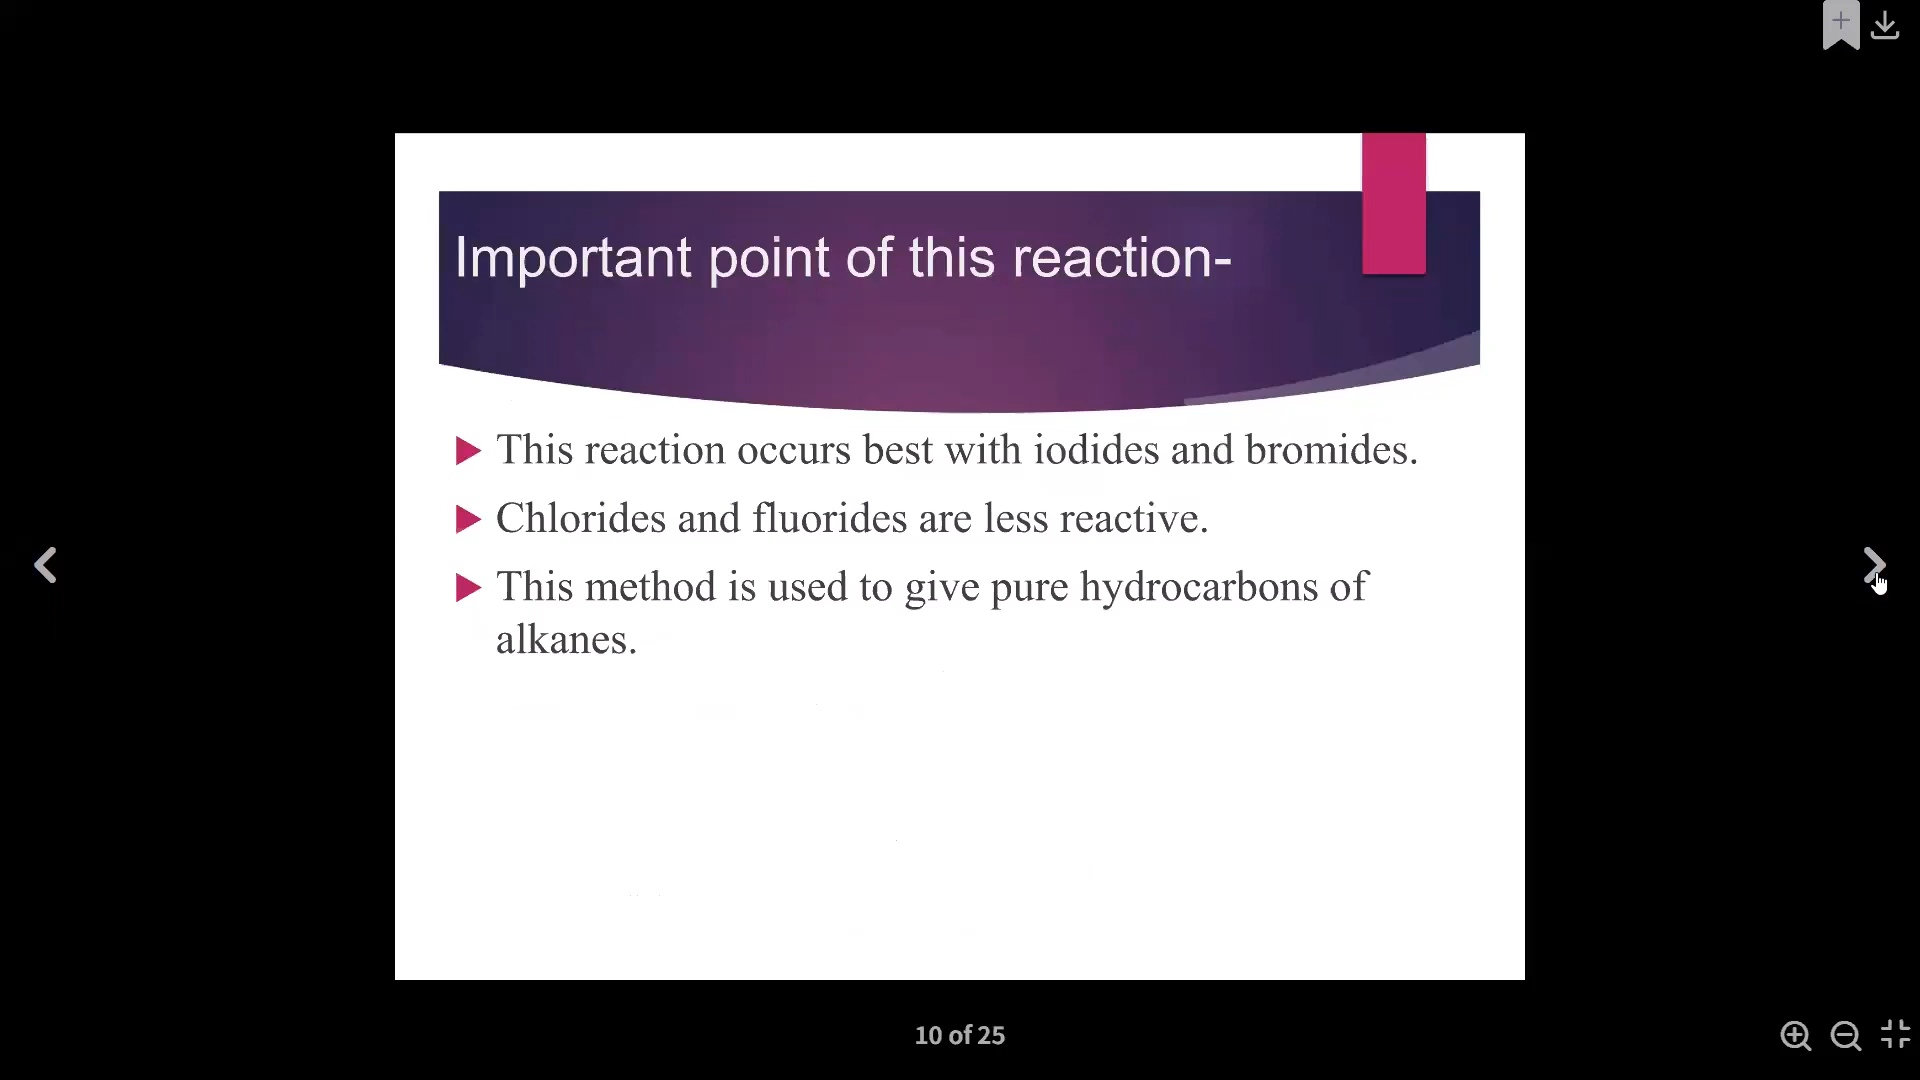 Important point of this reaction-
This reaction occurs best with iodides and bromides.
Chlorides and fluorides are less reactive.
This method is used to give pure hydrocarbons of
alkanes.
10 of 25